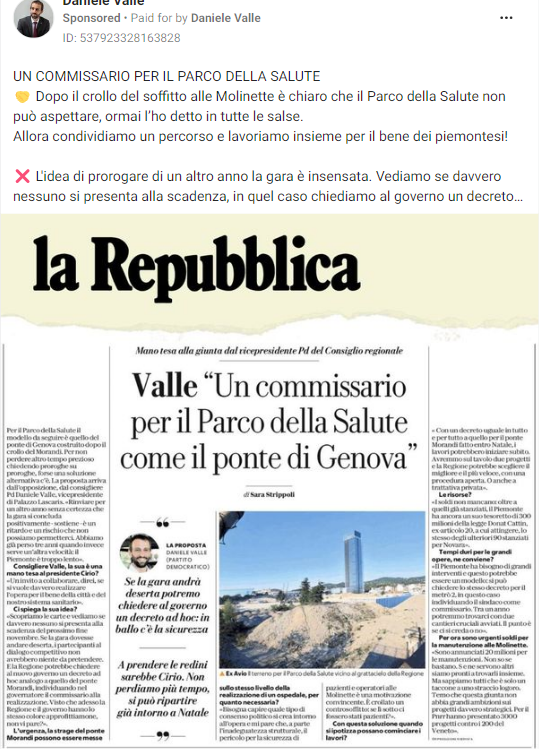 Daniele Valle
Sponsored • Paid for by Daniele Valle
ID: 537923328163828
UN COMMISSARIO PER IL PARCO DELLA SALUTE
🤛 Dopo il crollo del soffitto alle Molinette è chiaro che il Parco della Salute non
può aspettare, ormai l’ho detto in tutte le salse.
Allora condividiamo un percorso e lavoriamo insieme per il bene dei piemontesi!
❌ L'idea di prorogare di un altro anno la gara è insensata. Vediamo se davvero
nessuno si presenta alla scadenza, in quel caso chiediamo al governo un decreto...
la Repubblica
Mano tesa alla giunta dal vicepresidente Pd del Consiglio regionale
Valle “Un commissario
per il Parco della Salute
come il ponte di Genova”
di Sara Strippoli
Per il Parco della Salute il
modello da seguire è quello del
ponte di Genova costruito dopo il
crollo del Morandi. Per non
perdere altro tempo prezioso
chiedendo proroghe su
proroghe, forse una soluzione
alternativa c'è. La proposta arriva
dall'opposizione, dal consigliere
Pd Daniele Valle, vicepresidente
di Palazzo Lascaris. «Rinviare per
un altro anno senza certezza che
la gara si concluda
positivamente - sostiene - è un
ritardo e un rischio che non
possiamo permetterci. Abbiamo
già perso tre anni quando invece
serve un'altra velocità: il
Piemonte è troppo lento».
Consigliere Valle, la sua è una
mano tesa al presidente Cirio?
«Un invito a collaborare, direi, se
si vuole davvero realizzare
l'opera per il bene della città e del
nostro sistema sanitario».
Ci spiega la sua idea?
«Scopriamo le carte e vediamo se
davvero nessuno si presenta alla
scadenza del prossimo fine
novembre. Se la gara dovesse
andare deserta, i partecipanti al
dialogo competitivo non
avrebbero niente da pretendere.
E la Regione potrebbe chiedere
al nuovo governo un decreto ad
hoc analogo a quello del ponte
Morandi, individuando nel
governatore il commissario alla
realizzazione. Visto che adesso la
Regione e il governo hanno lo
stesso colore approfittiamone,
non vi pare?».
L'urgenza, la strage del ponte
Morandi possono essere messe
“
LA PROPOSTA
DANIELE VALLE
(PARTITO
DEMOCRATICO)
Se la gara andrà
deserta potremo
chiedere al governo
un decreto ad hoc: in
ballo c'è la sicurezza
A prendere le redini
sarebbe Cirio. Non
perdiamo più tempo,
si può ripartire
già intorno a Natale
”
▲ Ex Avio Il terreno per il Parco della Salute vicino al grattacielo della Regione
sullo stesso livello della
realizzazione di un ospedale, per
quanto necessaria?
«Bisogna capire quale tipo di
consenso politico si crea intorno
all'opera e mi pare che, a parte
l'inadeguatezza strutturale, il
pericolo per la sicurezza di
pazienti e operatori alle
Molinette è una motivazione
convincente. È crollato un
controsoffitto: se lì sotto ci
fossero stati pazienti?».
Con questa soluzione quando
si ipotizza possano cominciare i
lavori?
«Con un decreto uguale in tutto
e per tutto a quello per il ponte
Morandi fatto entro Natale, i
lavori potrebbero iniziare subito.
Avremmo sul tavolo due progetti
e la Regione potrebbe scegliere il
migliore e il più veloce, con una
procedura aperta. O anche a
trattativa privata».
Le risorse?
«I soldi non mancano: oltre a
quelli già stanziati, il Piemonte
ha ancora un suo tesoretto di 300
milioni della legge Donat Cattin,
ex articolo 20, a cui attingere, lo
stesso degli ulteriori 90 stanziati
per Novara».
Tempi duri per le grandi
opere, ne conviene?
«Il Piemonte ha bisogno di grandi
interventi e questo potrebbe
essere un modello: si può
chiedere lo stesso decreto per il
metrò 2, in questo caso
individuando il sindaco come
commissario. Tra un anno
potremmo trovarci con due
cantieri cruciali avviati. Il punto è:
se ci si creda o no».
Per ora sono urgenti soldi per
la manutenzione alle Molinette.
«Sono annunciati 20 milioni per
le manutenzioni. Non so se
bastano. Se ne servono altri
siamo pronti a trovarli insieme.
Ma sappiamo tutti che è solo un
taccone a uno straccio logoro.
Temo che questa giunta non
abbia grandi ambizioni sui
progetti davvero strategici. Per il
Pnrr hanno presentato 3000
progetti contro i 200 del
Veneto».